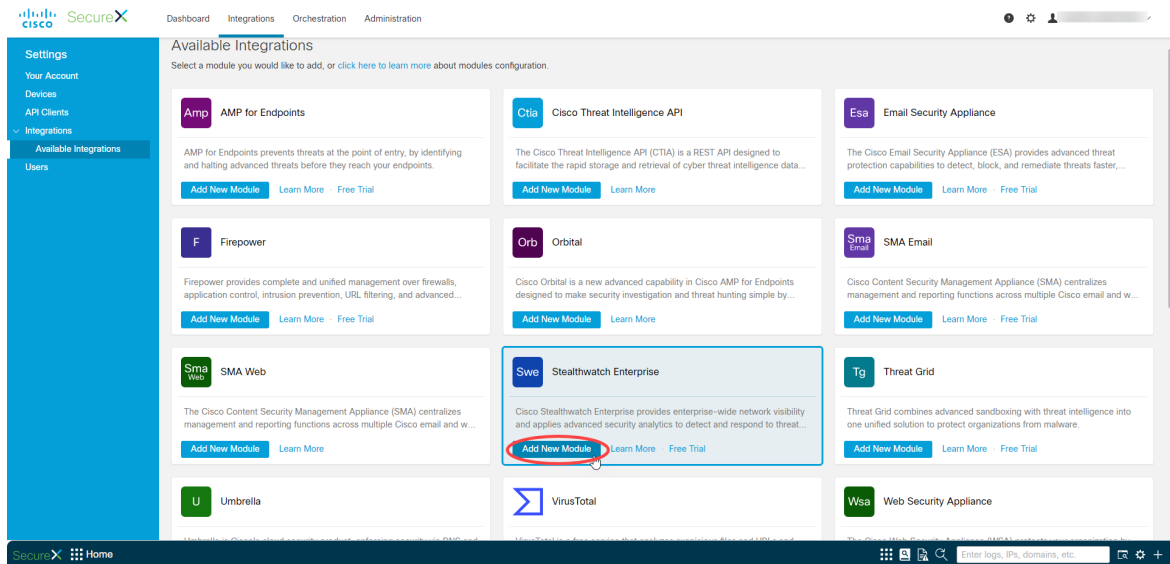 CISCO SecureX Dashboard Integrations Orchestration Administration
Settings
Your Account
Devices
API Clients
Integrations
Available Integrations
Users
Available Integrations
Select a module you would like to add, or click here to learn more about modules configuration.
Amp AMP for Endpoints
AMP for Endpoints prevents threats at the point of entry, by identifying
and halting advanced threats before they reach your endpoints.
Add New Module Learn More · Free Trial
Ctia Cisco Threat Intelligence API
The Cisco Threat Intelligence API (CTIA) is a REST API designed to
facilitate the rapid storage and retrieval of cyber threat intelligence data...
Add New Module Learn More
Esa Email Security Appliance
The Cisco Email Security Appliance (ESA) provides advanced threat
protection capabilities to detect, block, and remediate threats faster,...
Add New Module Learn More · Free Trial
F Firepower
Firepower provides complete and unified management over firewalls,
application control, intrusion prevention, URL filtering, and advanced...
Add New Module Learn More · Free Trial
Orb Orbital
Cisco Orbital is a new advanced capability in Cisco AMP for Endpoints
designed to make security investigation and threat hunting simple by...
Add New Module Learn More
Sma Email SMA Email
Cisco Content Security Management Appliance (SMA) centralizes
management and reporting functions across multiple Cisco email and w...
Add New Module Learn More · Free Trial
Sma Web SMA Web
The Cisco Content Security Management Appliance (SMA) centralizes
management and reporting functions across multiple Cisco email and w...
Add New Module Learn More
Swe Stealthwatch Enterprise
Cisco Stealthwatch Enterprise provides enterprise-wide network visibility
and applies advanced security analytics to detect and respond to threat...
Add New Module Learn More · Free Trial
Tg Threat Grid
Threat Grid combines advanced sandboxing with threat intelligence into
one unified solution to protect organizations from malware.
Add New Module Learn More · Free Trial
U Umbrella
VirusTotal
Wsa Web Security Appliance
SecureX Home Enter logs, IPs, domains, etc.